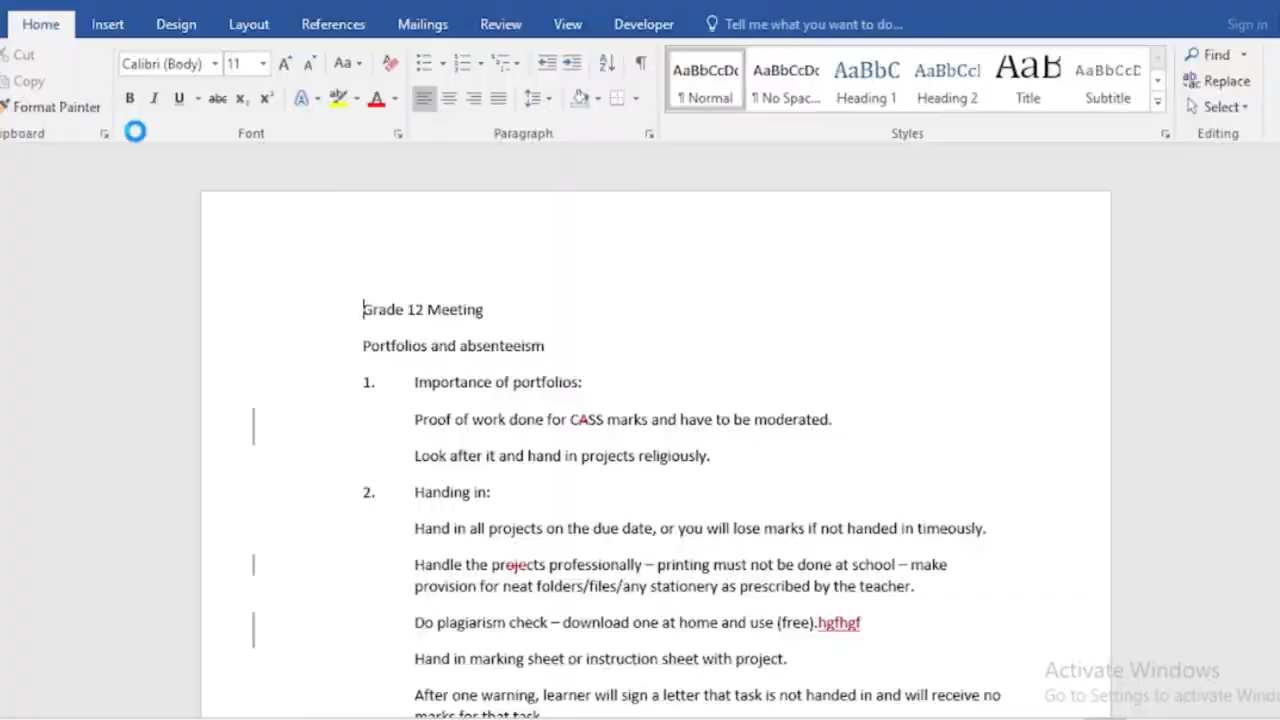 Home Insert Design Layout References Mailings Review View Developer Tell me what you want to do... Sign in
Cut
Copy
Format Painter
Calibri (Body) 11 Aa
B I U abc X₂ X² A A
AaBbCcDc AaBbCcDc AaBbC AaBbCcI AaB AaBbCcD
¶ Normal ¶ No Spac... Heading 1 Heading 2 Title Subtitle
Find
Replace
Select
pboard Font Paragraph Styles Editing
Grade 12 Meeting
Portfolios and absenteeism
1. Importance of portfolios:
Proof of work done for CASS marks and have to be moderated.
Look after it and hand in projects religiously.
2. Handing in:
Hand in all projects on the due date, or you will lose marks if not handed in timeously.
Handle the projects professionally – printing must not be done at school – make
provision for neat folders/files/any stationery as prescribed by the teacher.
Do plagiarism check – download one at home and use (free).hgfhgf
Hand in marking sheet or instruction sheet with project.
After one warning, learner will sign a letter that task is not handed in and will receive no
marks for that task
Activate Windows
Go to Settings to activate Wind